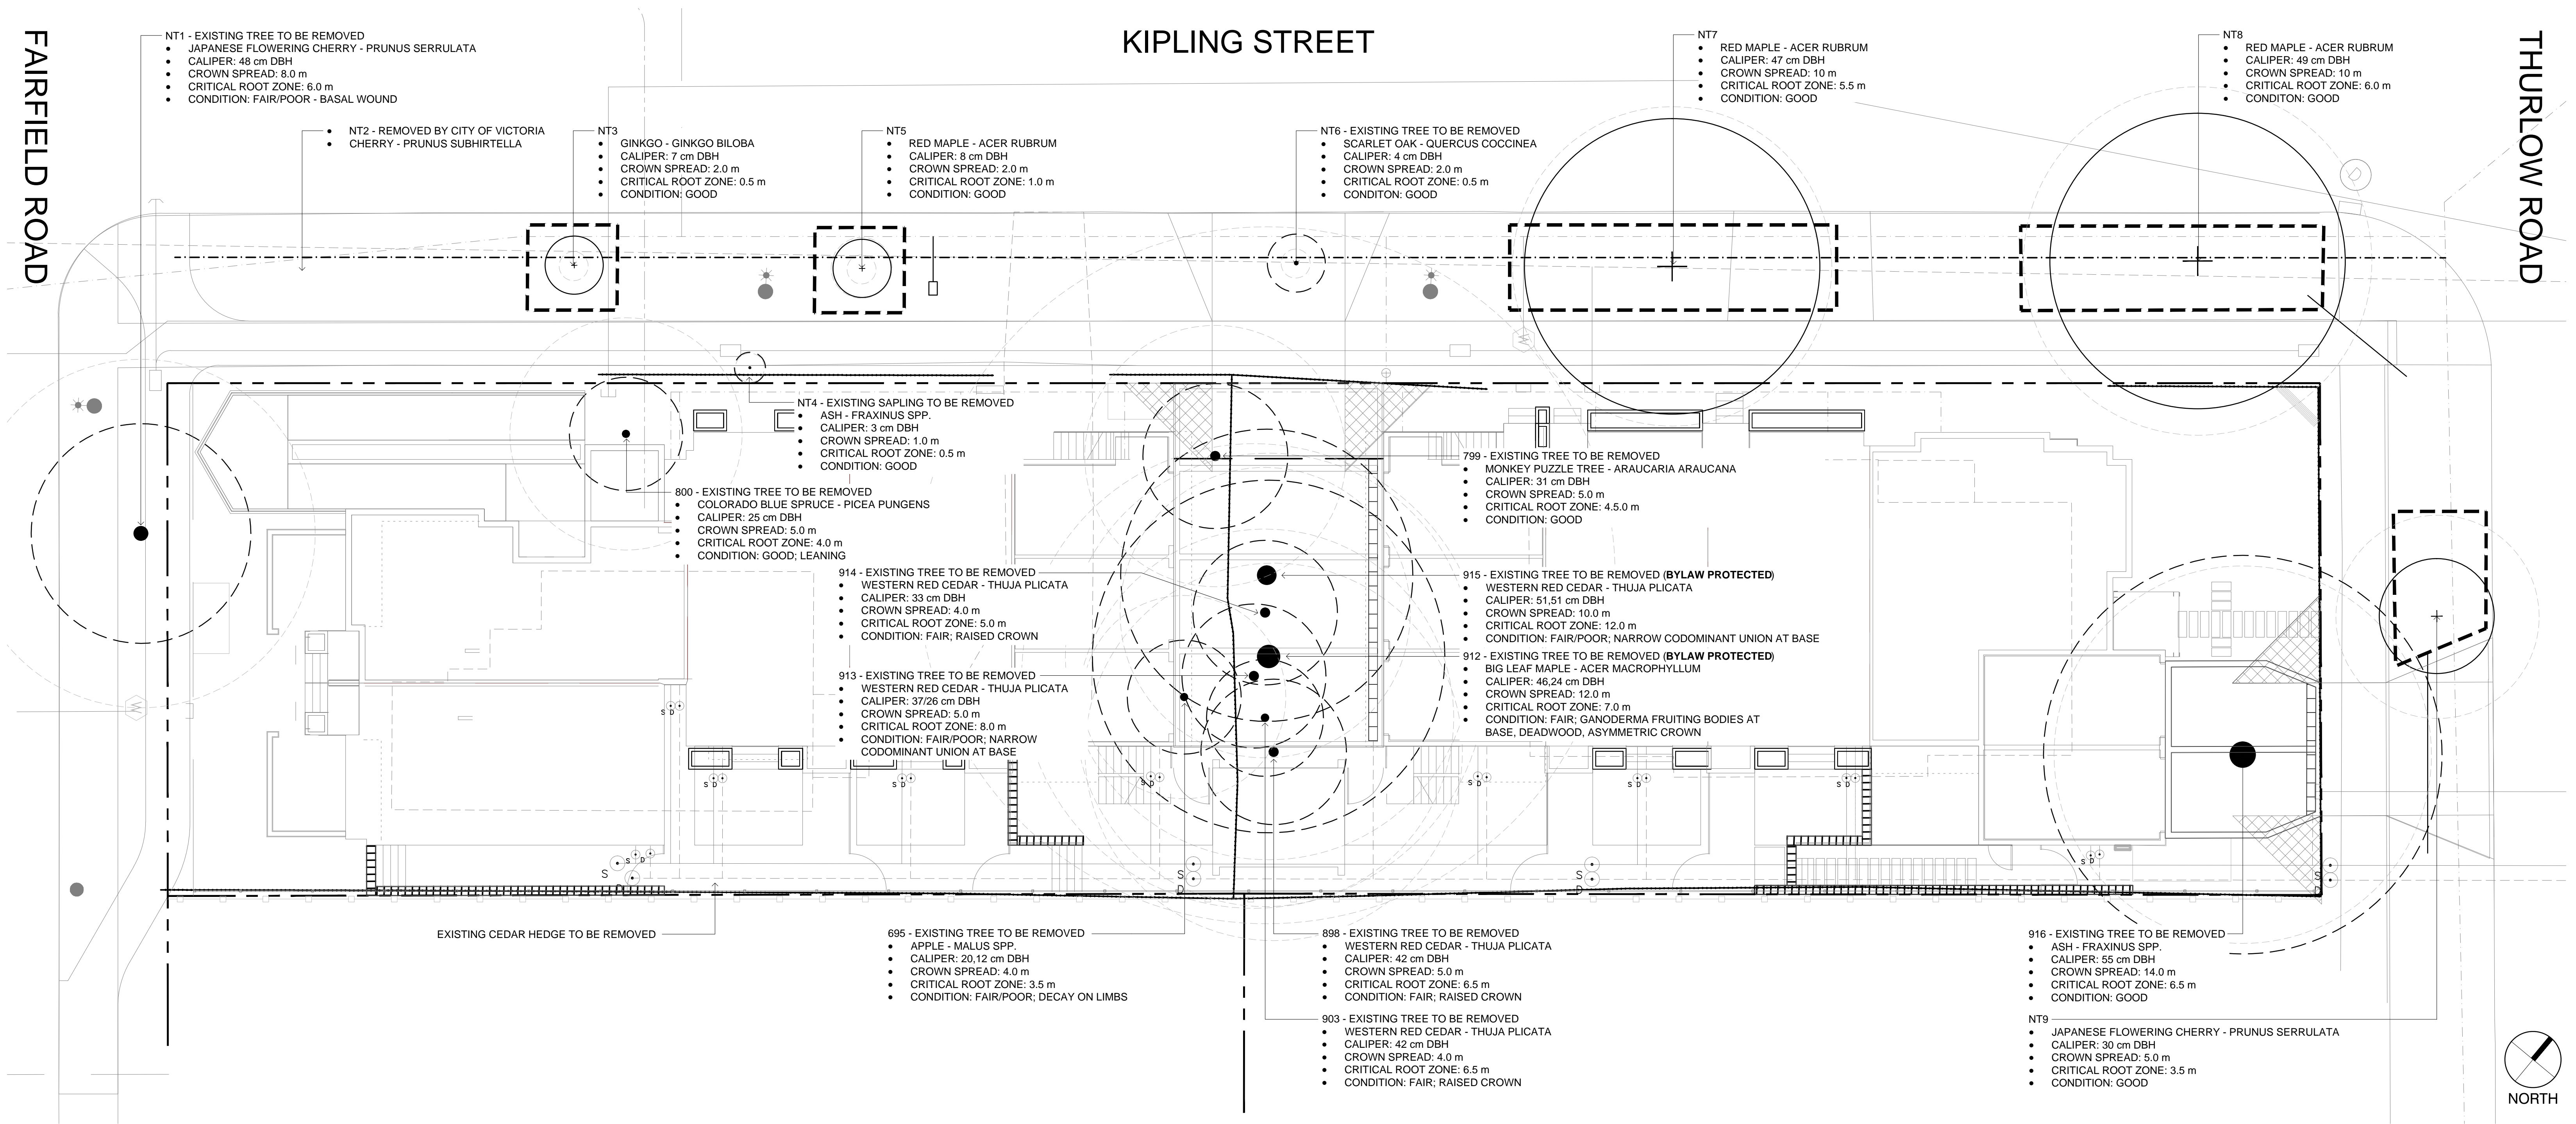 FAIRFIELD ROAD
KIPLING STREET
THURLOW ROAD
NT1 - EXISTING TREE TO BE REMOVED
• JAPANESE FLOWERING CHERRY - PRUNUS SERRULATA
• CALIPER: 48 cm DBH
• CROWN SPREAD: 8.0 m
• CRITICAL ROOT ZONE: 6.0 m
• CONDITION: FAIR/POOR - BASAL WOUND
• NT2 - REMOVED BY CITY OF VICTORIA
• CHERRY - PRUNUS SUBHIRTELLA
NT3
• GINKGO - GINKGO BILOBA
• CALIPER: 7 cm DBH
• CROWN SPREAD: 2.0 m
• CRITICAL ROOT ZONE: 0.5 m
• CONDITION: GOOD
NT5
• RED MAPLE - ACER RUBRUM
• CALIPER: 8 cm DBH
• CROWN SPREAD: 2.0 m
• CRITICAL ROOT ZONE: 1.0 m
• CONDITION: GOOD
NT6 - EXISTING TREE TO BE REMOVED
• SCARLET OAK - QUERCUS COCCINEA
• CALIPER: 4 cm DBH
• CROWN SPREAD: 2.0 m
• CRITICAL ROOT ZONE: 0.5 m
• CONDITON: GOOD
NT7
• RED MAPLE - ACER RUBRUM
• CALIPER: 47 cm DBH
• CROWN SPREAD: 10 m
• CRITICAL ROOT ZONE: 5.5 m
• CONDITION: GOOD
NT8
• RED MAPLE - ACER RUBRUM
• CALIPER: 49 cm DBH
• CROWN SPREAD: 10 m
• CRITICAL ROOT ZONE: 6.0 m
• CONDITON: GOOD
NT4 - EXISTING SAPLING TO BE REMOVED
• ASH - FRAXINUS SPP.
• CALIPER: 3 cm DBH
• CROWN SPREAD: 1.0 m
• CRITICAL ROOT ZONE: 0.5 m
• CONDITION: GOOD
800 - EXISTING TREE TO BE REMOVED
• COLORADO BLUE SPRUCE - PICEA PUNGENS
• CALIPER: 25 cm DBH
• CROWN SPREAD: 5.0 m
• CRITICAL ROOT ZONE: 4.0 m
• CONDITION: GOOD; LEANING
799 - EXISTING TREE TO BE REMOVED
• MONKEY PUZZLE TREE - ARAUCARIA ARAUCANA
• CALIPER: 31 cm DBH
• CROWN SPREAD: 5.0 m
• CRITICAL ROOT ZONE: 4.5.0 m
• CONDITION: GOOD
914 - EXISTING TREE TO BE REMOVED
• WESTERN RED CEDAR - THUJA PLICATA
• CALIPER: 33 cm DBH
• CROWN SPREAD: 4.0 m
• CRITICAL ROOT ZONE: 5.0 m
• CONDITION: FAIR; RAISED CROWN
915 - EXISTING TREE TO BE REMOVED (BYLAW PROTECTED)
• WESTERN RED CEDAR - THUJA PLICATA
• CALIPER: 51,51 cm DBH
• CROWN SPREAD: 10.0 m
• CRITICAL ROOT ZONE: 12.0 m
• CONDITION: FAIR/POOR; NARROW CODOMINANT UNION AT BASE
913 - EXISTING TREE TO BE REMOVED
• WESTERN RED CEDAR - THUJA PLICATA
• CALIPER: 37/26 cm DBH
• CROWN SPREAD: 5.0 m
• CRITICAL ROOT ZONE: 8.0 m
• CONDITION: FAIR/POOR; NARROW
CODOMINANT UNION AT BASE
912 - EXISTING TREE TO BE REMOVED (BYLAW PROTECTED)
• BIG LEAF MAPLE - ACER MACROPHYLLUM
• CALIPER: 46,24 cm DBH
• CROWN SPREAD: 12.0 m
• CRITICAL ROOT ZONE: 7.0 m
• CONDITION: FAIR; GANODERMA FRUITING BODIES AT
BASE, DEADWOOD, ASYMMETRIC CROWN
S D
S D
S D
S D
S D
S D
S D
S D
S D
S
S
D
S
D
S
EXISTING CEDAR HEDGE TO BE REMOVED
695 - EXISTING TREE TO BE REMOVED
• APPLE - MALUS SPP.
• CALIPER: 20,12 cm DBH
• CROWN SPREAD: 4.0 m
• CRITICAL ROOT ZONE: 3.5 m
• CONDITION: FAIR/POOR; DECAY ON LIMBS
898 - EXISTING TREE TO BE REMOVED
• WESTERN RED CEDAR - THUJA PLICATA
• CALIPER: 42 cm DBH
• CROWN SPREAD: 5.0 m
• CRITICAL ROOT ZONE: 6.5 m
• CONDITION: FAIR; RAISED CROWN
903 - EXISTING TREE TO BE REMOVED
• WESTERN RED CEDAR - THUJA PLICATA
• CALIPER: 42 cm DBH
• CROWN SPREAD: 4.0 m
• CRITICAL ROOT ZONE: 6.5 m
• CONDITION: FAIR; RAISED CROWN
916 - EXISTING TREE TO BE REMOVED
• ASH - FRAXINUS SPP.
• CALIPER: 55 cm DBH
• CROWN SPREAD: 14.0 m
• CRITICAL ROOT ZONE: 6.5 m
• CONDITION: GOOD
NT9
• JAPANESE FLOWERING CHERRY - PRUNUS SERRULATA
• CALIPER: 30 cm DBH
• CROWN SPREAD: 5.0 m
• CRITICAL ROOT ZONE: 3.5 m
• CONDITION: GOOD
NORTH